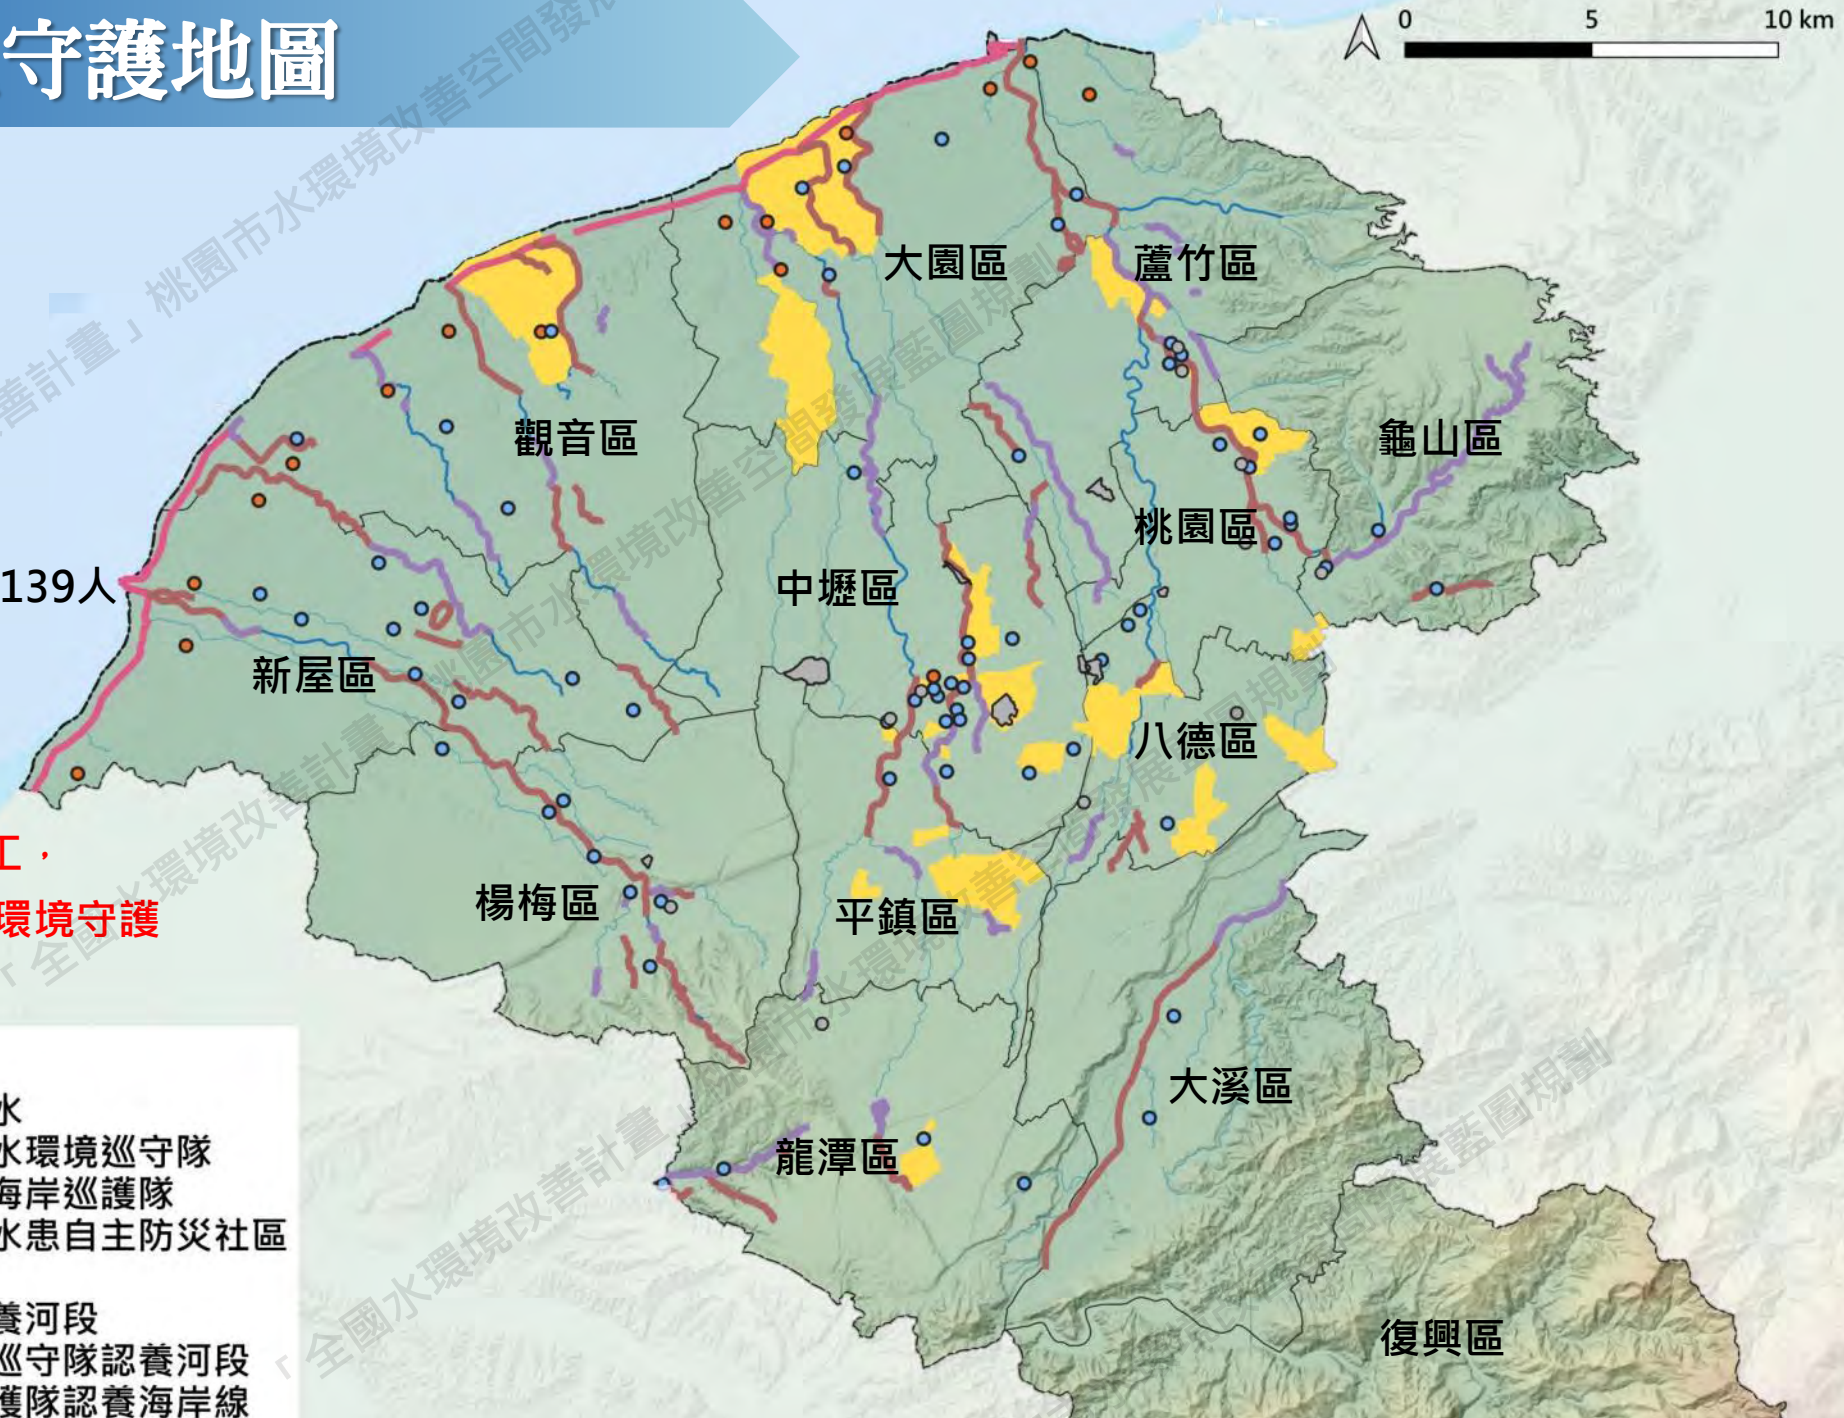 守護地圖
0 5 10 km
大園區
蘆竹區
觀音區
龜山區
桃園區
139人
中壢區
新屋區
八德區
工，
楊梅區
平鎮區
環境守護
大溪區
水
水環境巡守隊
龍潭區
海岸巡護隊
水患自主防災社區
養河段
復興區
巡守隊認養河段
護隊認養海岸線
「全國水環境改善計畫」桃園市水環境改善空間發展藍圖規劃